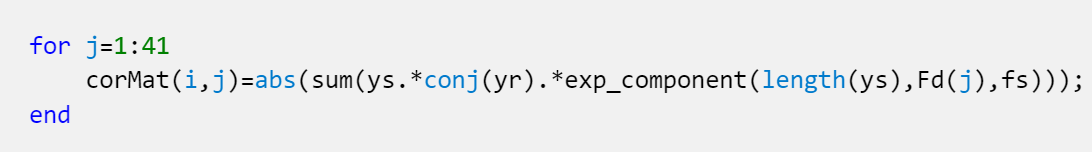 for j=1:41
    corMat(i,j)=abs(sum(ys.*conj(yr).*exp_component(length(ys),Fd(j),fs)));
end